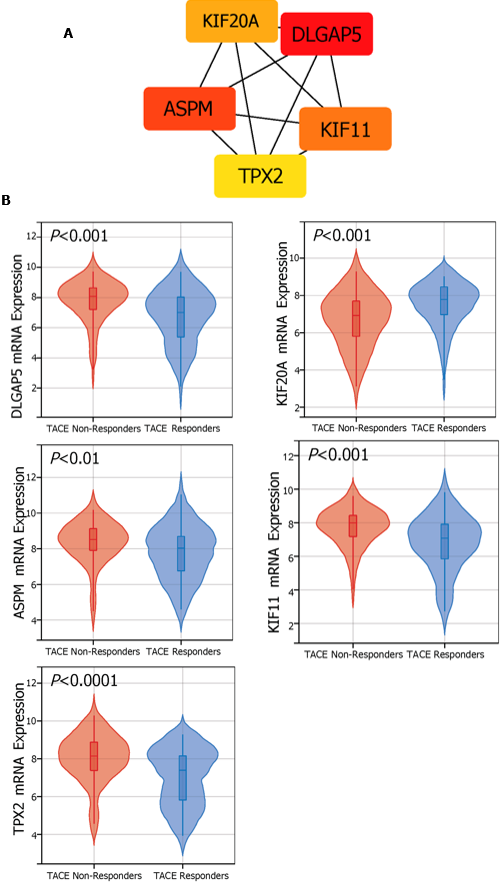 A
KIF20A
DLGAP5
ASPM
KIF11
TPX2
B
P<0.001
DLGAP5 mRNA Expression
12
10
8
6
4
2
TACE Non-Responders TACE Responders
P<0.001
KIF20A mRNA Expression
10
8
6
4
2
TACE Non-Responders TACE Responders
P<0.01
ASPM mRNA Expression
12
10
8
6
4
TACE Non-Responders TACE Responders
P<0.001
KIF11 mRNA Expression
12
10
8
6
4
2
TACE Non-Responders TACE Responders
P<0.0001
TPX2 mRNA Expression
12
10
8
6
4
TACE Non-Responders TACE Responders